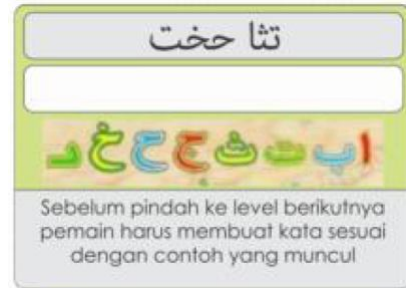 تثا حخت
ا ب ت ث ج ح خ د
Sebelum pindah ke level berikutnya
pemain harus membuat kata sesuai
dengan contoh yang muncul